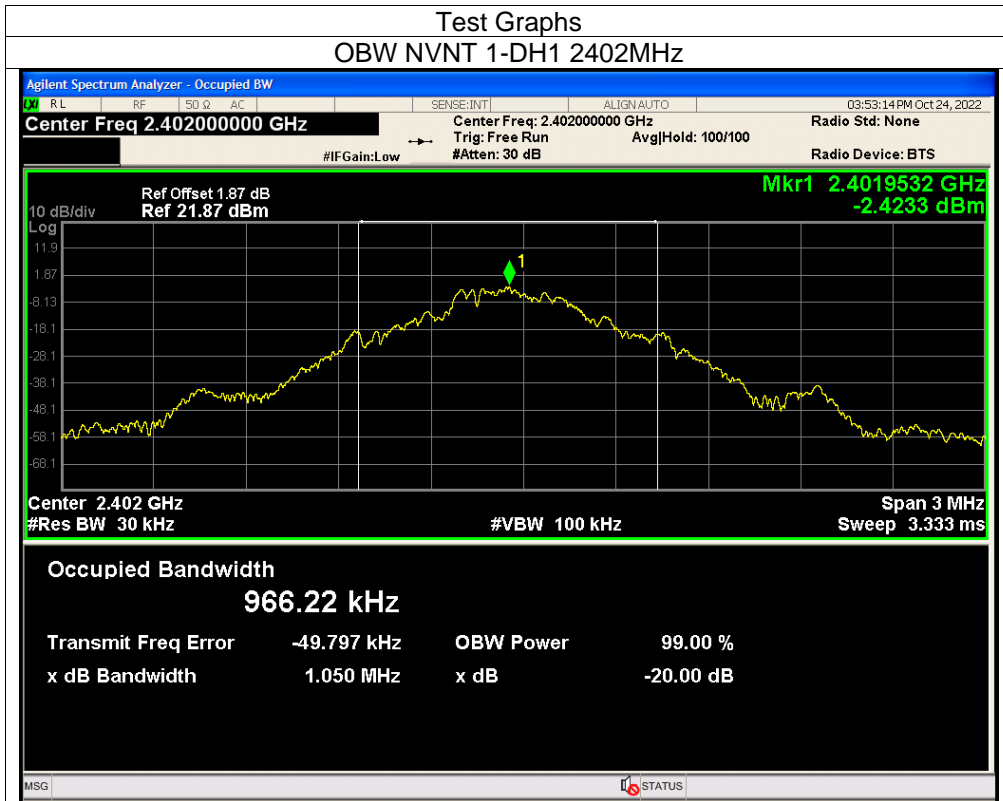 Test Graphs
OBW NVNT 1-DH1 2402MHz
Agilent Spectrum Analyzer - Occupied BW
LXI RL RF 50 Ω AC SENSE:INT ALIGN AUTO 03:53:14 PM Oct 24, 2022
Center Freq 2.402000000 GHz Center Freq: 2.402000000 GHz Radio Std: None
Trig: Free Run Avg|Hold: 100/100
#IFGain:Low #Atten: 30 dB Radio Device: BTS
Mkr1 2.4019532 GHz
-2.4233 dBm
Ref Offset 1.87 dB
10 dB/div Ref 21.87 dBm
Log
11.9
1
1.87
-8.13
-18.1
-28.1
-38.1
-48.1
-58.1
-68.1
Center 2.402 GHz Span 3 MHz
#Res BW 30 kHz #VBW 100 kHz Sweep 3.333 ms
Occupied Bandwidth
966.22 kHz
Transmit Freq Error -49.797 kHz OBW Power 99.00 %
x dB Bandwidth 1.050 MHz x dB -20.00 dB
MSG STATUS